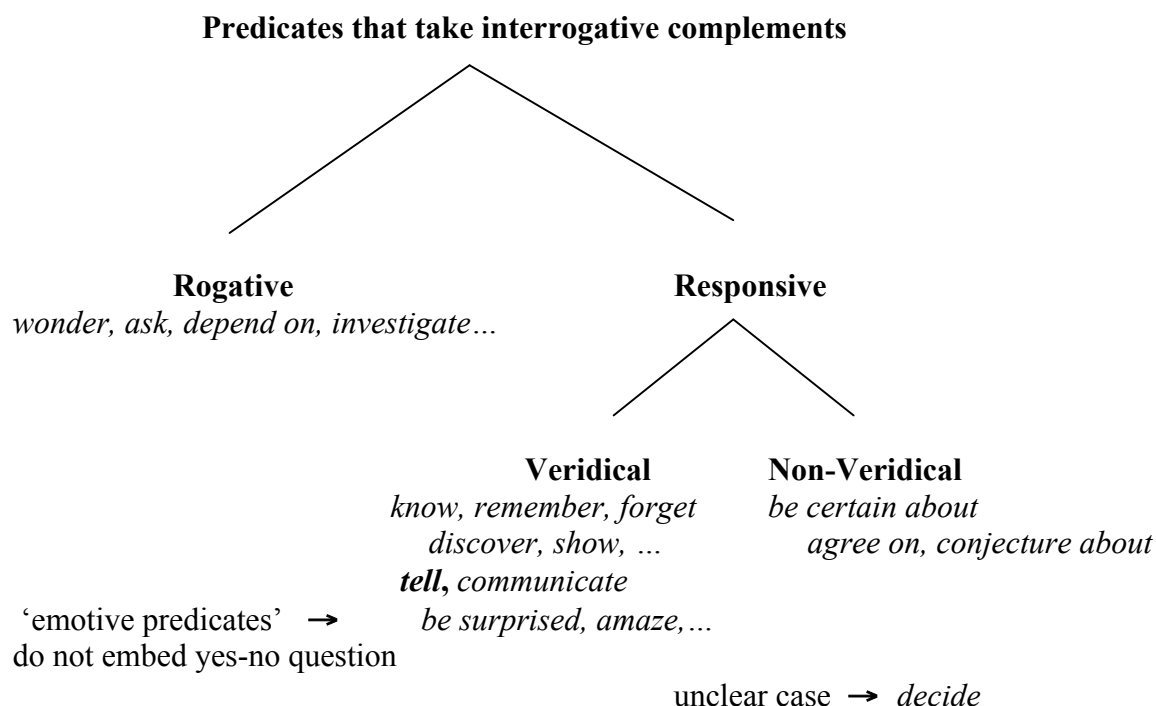 Predicates that take interrogative complements
Rogative
wonder, ask, depend on, investigate…
Responsive
Veridical
know, remember, forget
discover, show, …
tell, communicate
be surprised, amaze,…
Non-Veridical
be certain about
agree on, conjecture about
‘emotive predicates’ →
do not embed yes-no question
unclear case → decide